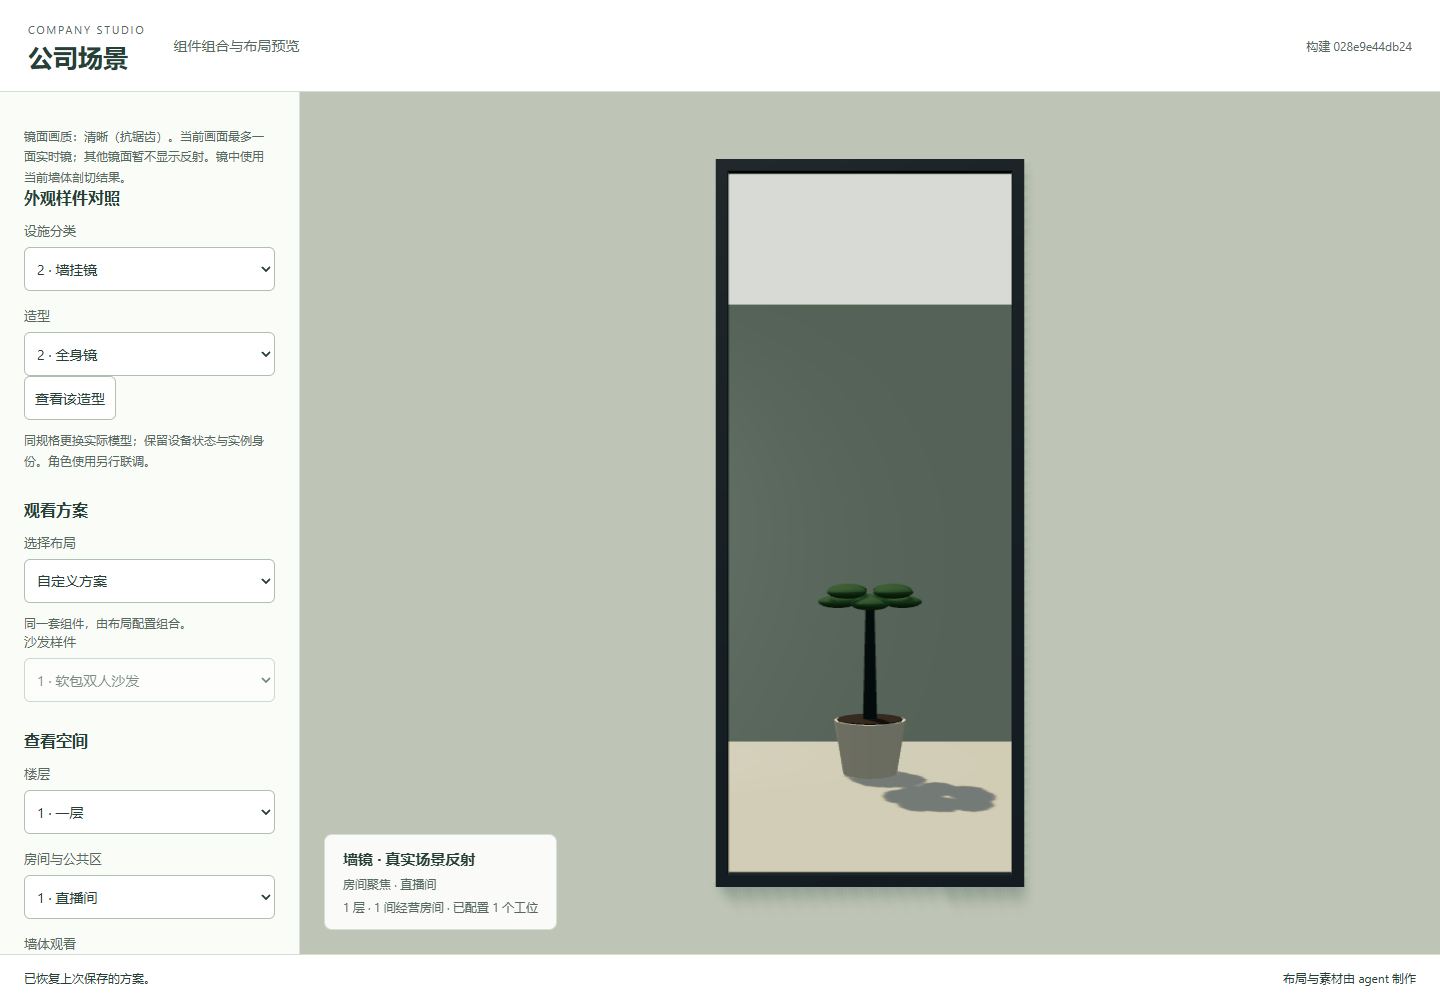 COMPANY STUDIO
公司场景
组件组合与布局预览
构建 028e9e44db24
镜面画质：清晰（抗锯齿）。当前画面最多一
面实时镜；其他镜面暂不显示反射。镜中使用
当前墙体剖切结果。
外观样件对照
设施分类
2 · 墙挂镜
造型
2 · 全身镜
查看该造型
同规格更换实际模型；保留设备状态与实例身
份。角色使用另行联调。
观看方案
选择布局
自定义方案
同一套组件，由布局配置组合。
沙发样件
1 · 软包双人沙发
查看空间
楼层
1 · 一层
房间与公共区
1 · 直播间
墙体观看
墙镜 · 真实场景反射
房间聚焦 · 直播间
1 层 · 1 间经营房间 · 已配置 1 个工位
已恢复上次保存的方案。
布局与素材由 agent 制作